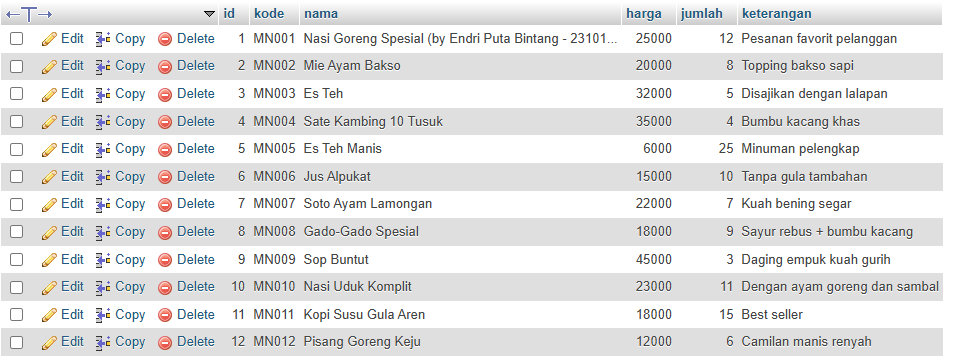 id kode nama harga jumlah keterangan
Edit Copy Delete 1 MN001 Nasi Goreng Spesial (by Endri Puta Bintang - 23101... 25000 12 Pesanan favorit pelanggan
Edit Copy Delete 2 MN002 Mie Ayam Bakso 20000 8 Topping bakso sapi
Edit Copy Delete 3 MN003 Es Teh 32000 5 Disajikan dengan lalapan
Edit Copy Delete 4 MN004 Sate Kambing 10 Tusuk 35000 4 Bumbu kacang khas
Edit Copy Delete 5 MN005 Es Teh Manis 6000 25 Minuman pelengkap
Edit Copy Delete 6 MN006 Jus Alpukat 15000 10 Tanpa gula tambahan
Edit Copy Delete 7 MN007 Soto Ayam Lamongan 22000 7 Kuah bening segar
Edit Copy Delete 8 MN008 Gado-Gado Spesial 18000 9 Sayur rebus + bumbu kacang
Edit Copy Delete 9 MN009 Sop Buntut 45000 3 Daging empuk kuah gurih
Edit Copy Delete 10 MN010 Nasi Uduk Komplit 23000 11 Dengan ayam goreng dan sambal
Edit Copy Delete 11 MN011 Kopi Susu Gula Aren 18000 15 Best seller
Edit Copy Delete 12 MN012 Pisang Goreng Keju 12000 6 Camilan manis renyah